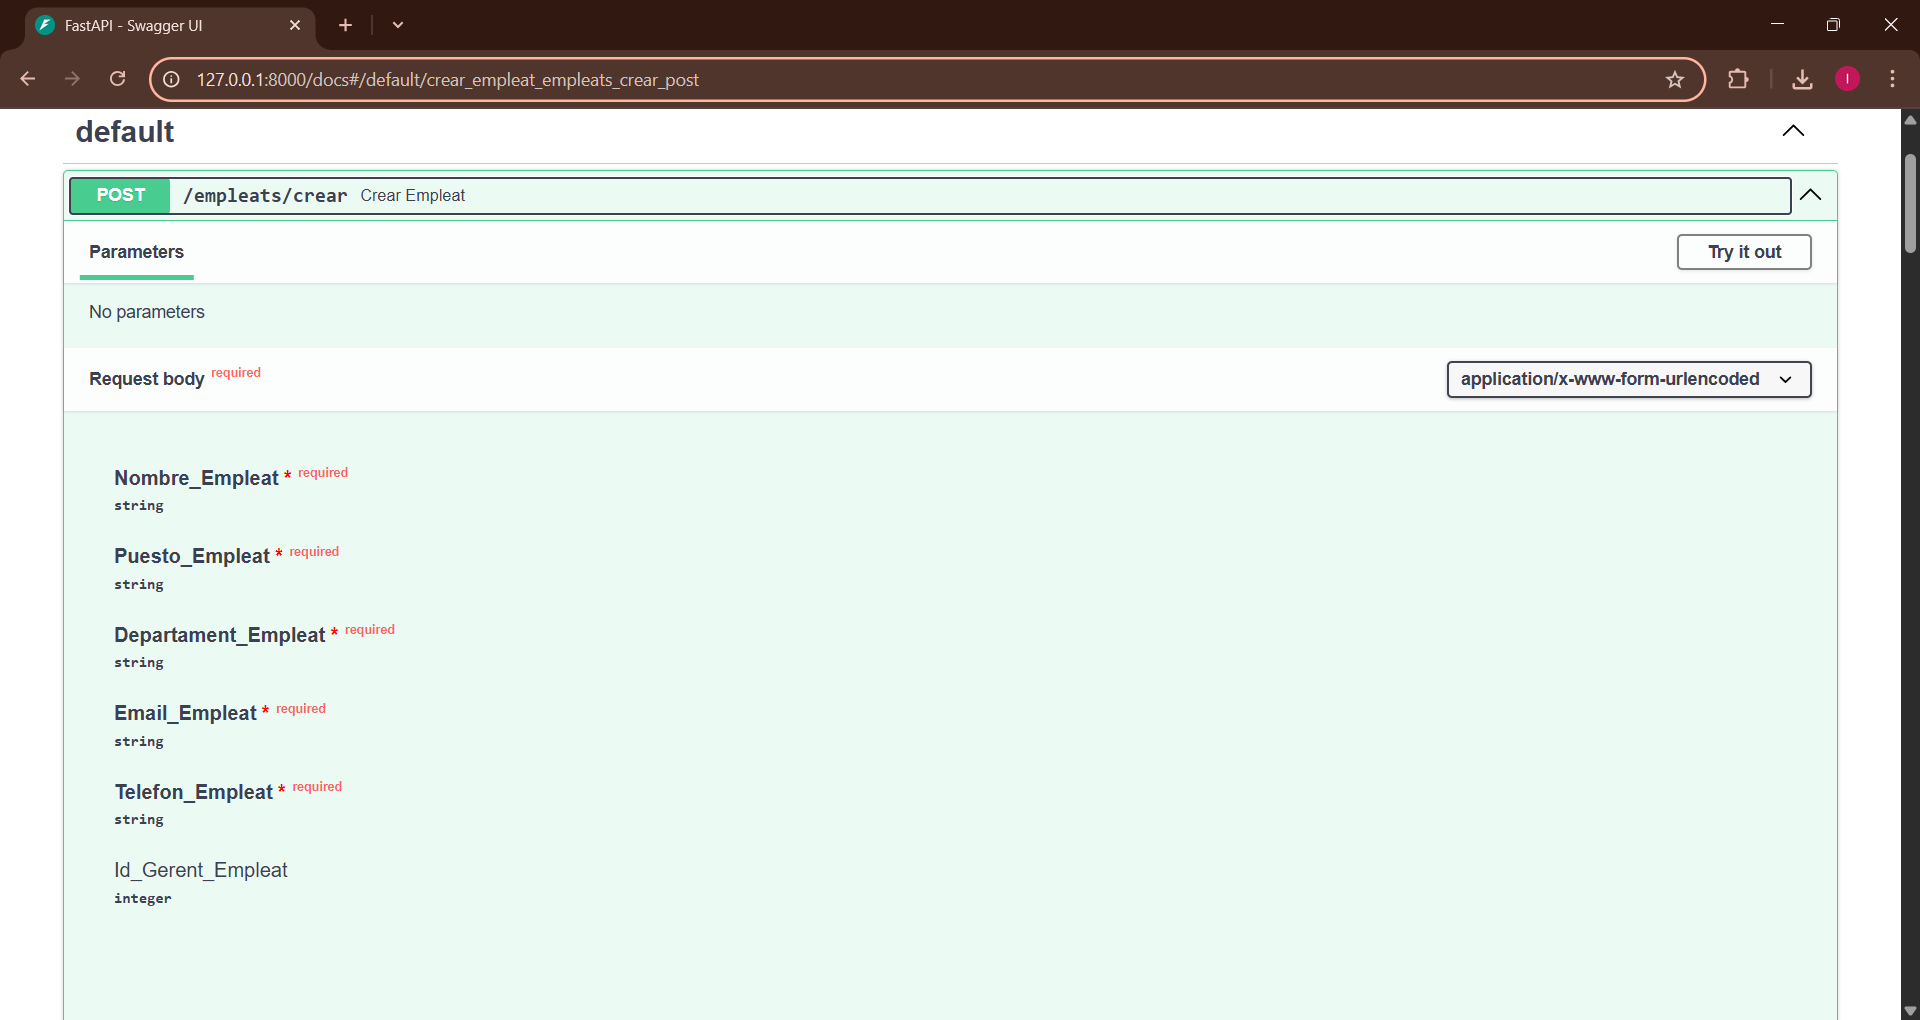 FastAPI - Swagger UI
127.0.0.1:8000/docs#/default/crear_empleat_empleats_crear_post
I
default
POST /empleats/crear Crear Empleat
Parameters
Try it out
No parameters
Request body required
application/x-www-form-urlencoded
Nombre_Empleat * required
string
Puesto_Empleat * required
string
Departament_Empleat * required
string
Email_Empleat * required
string
Telefon_Empleat * required
string
Id_Gerent_Empleat
integer